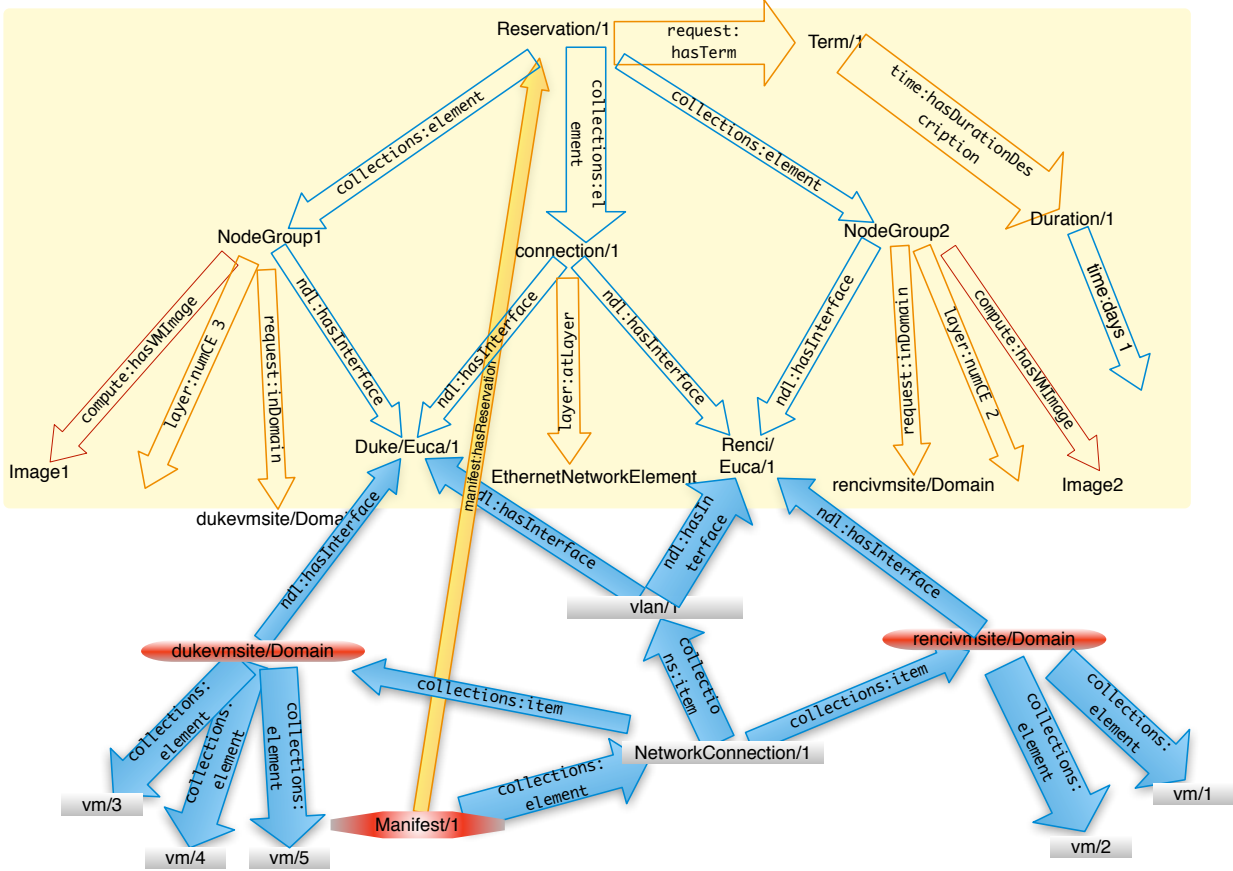 Reservation/1
request:
hasTerm
Term/1
time:hasDurationDes
cription
collections:element
collections:el
ement
collections:element
Duration/1
time:days 1
NodeGroup1
connection/1
NodeGroup2
compute:hasVMImage
layer:numCE 3
request:inDomain
ndl:hasInterface
ndl:hasInterface
layer:atLayer
ndl:hasInterface
ndl:hasInterface
request:inDomain
layer:numCE 2
compute:hasVMImage
manifest:hasReservation
Image1
Duke/Euca/1
EthernetNetworkElement
Renci/
Euca/1
rencivmsite/Domain
Image2
dukevmsite/Domai
ndl:hasInterface
dl:hasInterface
ndl:hasIn
terface
ndl:hasInterface
vlan/1
dukevmsite/Domain
rencivmsite/Domain
collections:item
collectio
ns:item
collections:item
collections:
element
collections:
element
collections:
element
NetworkConnection/1
collections:
element
collections:
element
collections:
element
vm/3
vm/4
vm/5
Manifest/1
vm/1
vm/2